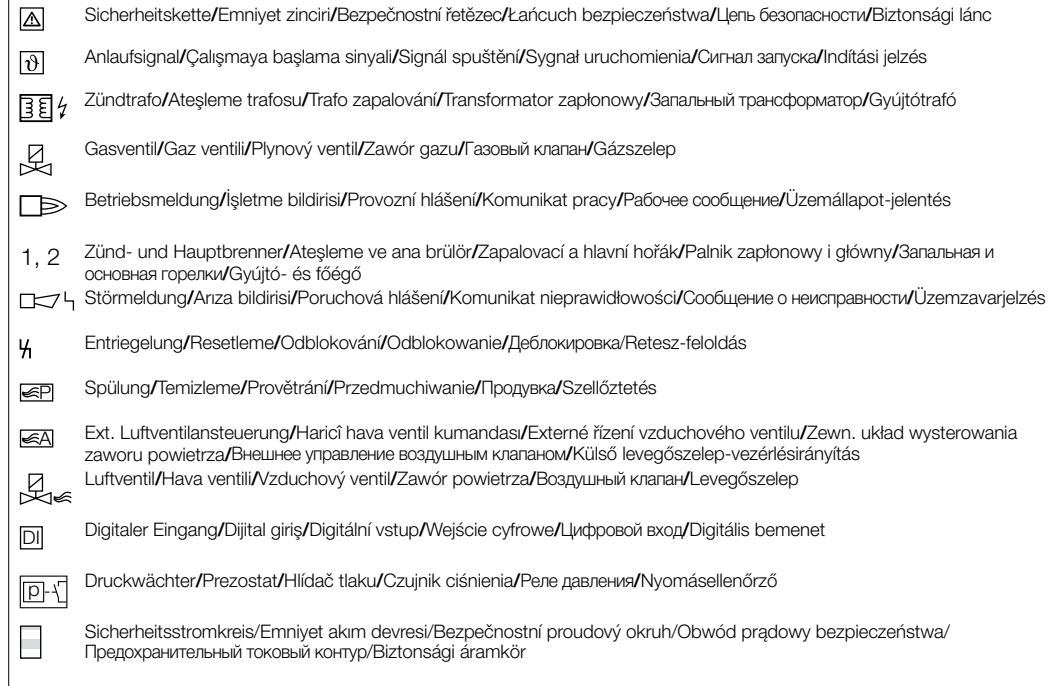 Sicherheitskette/Emniyet zinciri/Bezpečnostní řetězec/Łańcuch bezpieczeństwa/Цепь безопасности/Biztonsági lánc
ϑ Anlaufsignal/Çalışmaya başlama sinyali/Signál spuštění/Sygnał uruchomienia/Сигнал запуска/Indítási jelzés
Zündtrafo/Ateşleme trafosu/Trafo zapalování/Transformator zapłonowy/Запальный трансформатор/Gyújtótrafó
Gasventil/Gaz ventili/Plynový ventil/Zawór gazu/Газовый клапан/Gázszelep
Betriebsmeldung/İşletme bildirisi/Provozní hlášení/Komunikat pracy/Рабочее сообщение/Üzemállapot-jelentés
1, 2 Zünd- und Hauptbrenner/Ateşleme ve ana brülör/Zapalovací a hlavní hořák/Palnik zapłonowy i główny/Запальная и
основная горелки/Gyújtó- és főégő
Störmeldung/Arıza bildirisi/Poruchová hlášení/Komunikat nieprawidłowości/Сообщение о неисправности/Üzemzavarjelzés
Entriegelung/Resetleme/Odblokování/Odblokowanie/Деблокировка/Retesz-feloldás
P Spülung/Temizleme/Provětrání/Przedmuchiwanie/Продувка/Szellőztetés
A Ext. Luftventilansteuerung/Haricî hava ventil kumandası/Externé řízení vzduchového ventilu/Zewn. układ wysterowania
zaworu powietrza/Внешнее управление воздушным клапаном/Külső levegőszelep-vezérlésirányítás
Luftventil/Hava ventili/Vzduchový ventil/Zawór powietrza/Воздушный клапан/Levegőszelep
DI Digitaler Eingang/Dijital giriş/Digitální vstup/Wejście cyfrowe/Цифровой вход/Digitális bemenet
p Druckwächter/Prezostat/Hlídač tlaku/Czujnik ciśnienia/Реле давления/Nyomásellenőrző
Sicherheitsstromkreis/Emniyet akım devresi/Bezpečnostní proudový okruh/Obwód prądowy bezpieczeństwa/
Предохранительный токовый контур/Biztonsági áramkör